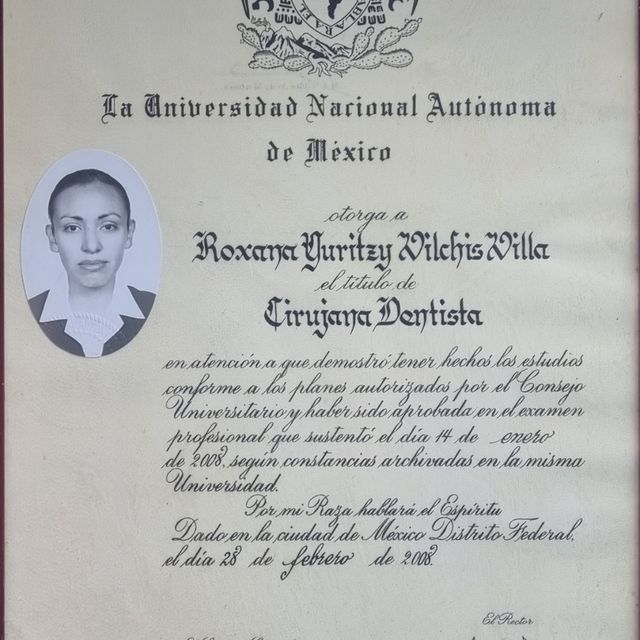 La Universidad Nacional Autónoma
de México
otorga a
Roxana Yuritzy Vilchis Villa
el título de
Cirujana Dentista
en atención a que demostró tener hechos los estudios
conforme a los planes autorizados por el Consejo
Universitario y haber sido aprobada en el examen
profesional que sustentó el día 14 de enero
de 2008, según constancias archivadas en la misma
Universidad.
Por mi Raza hablará el Espíritu
Dado en la ciudad de México Distrito Federal,
el día 28 de febrero de 2008.
El Rector